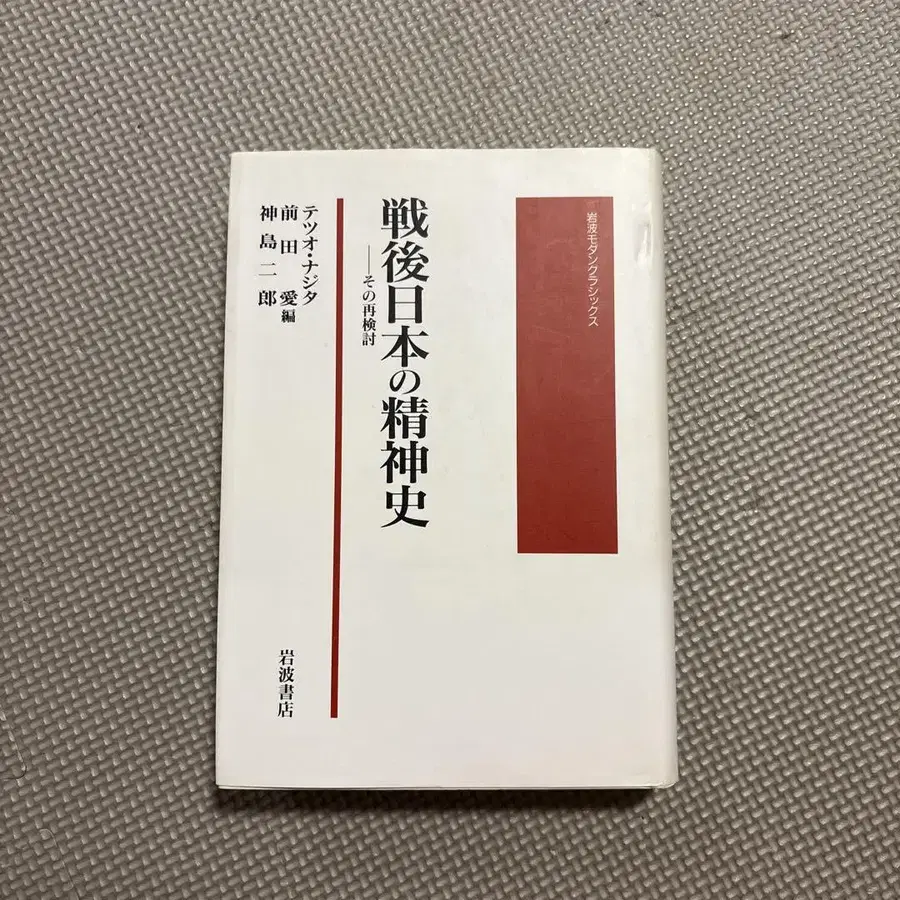 岩波モダンクラシックス
戦後日本の精神史
――その再検討
テツオ・ナジタ
前田愛 編
神島二郎
岩波書店